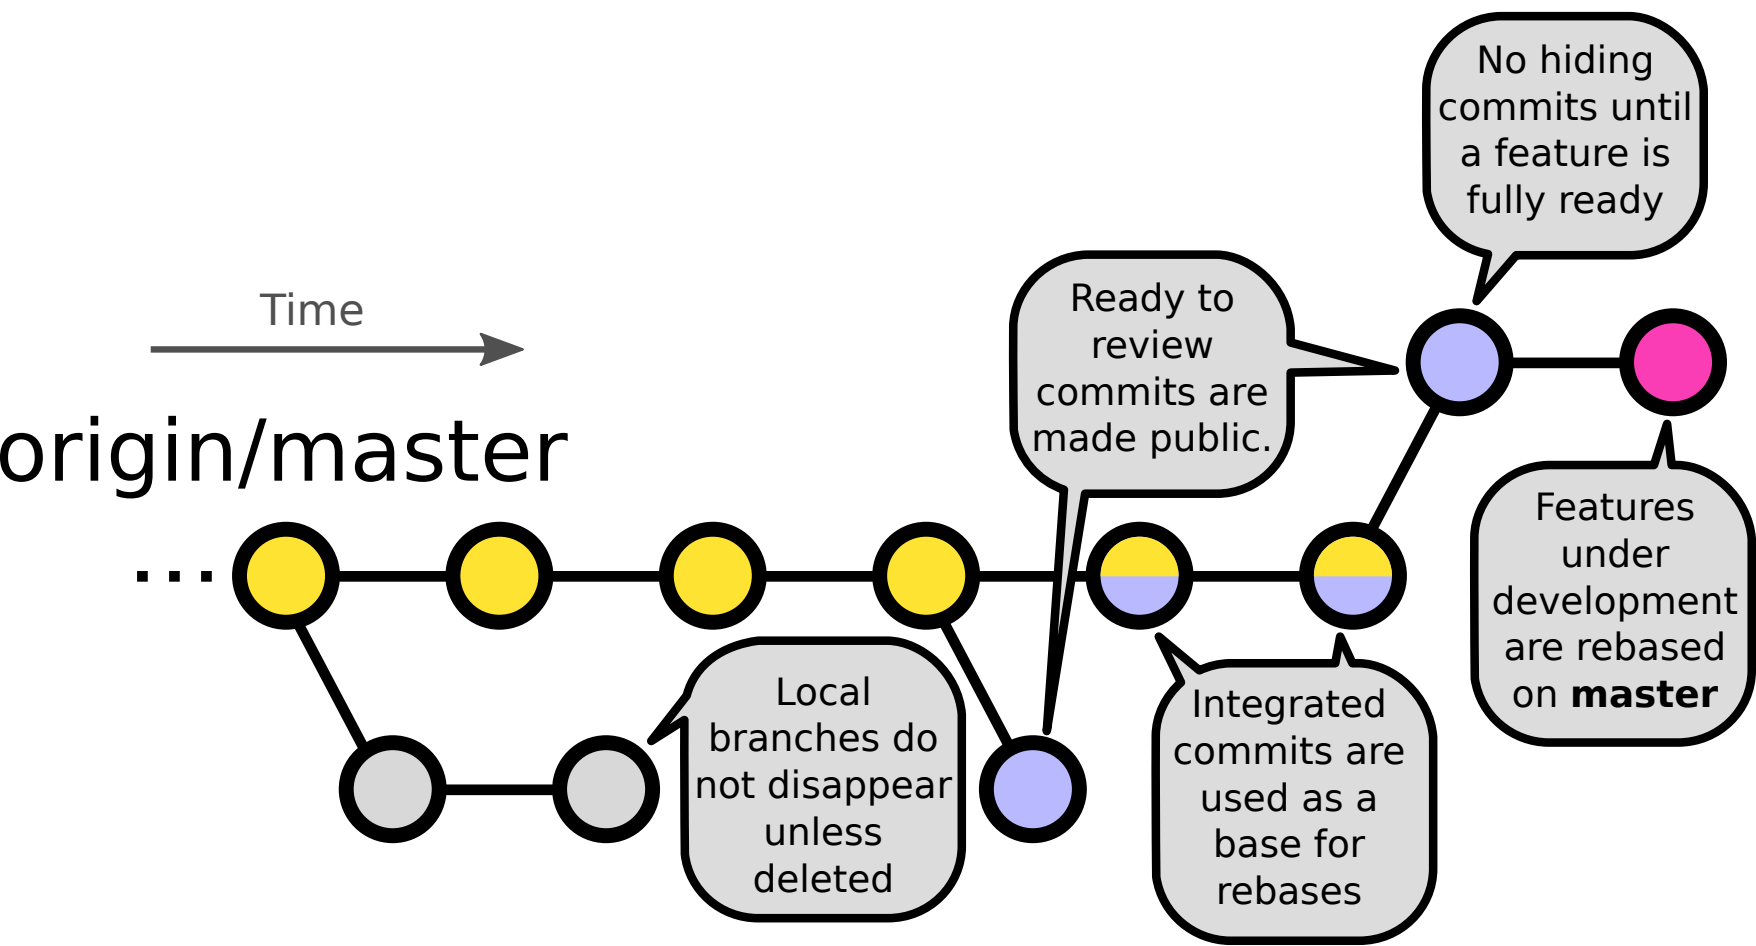 No hiding
commits until
a feature is
fully ready
Ready to
review
commits are
made public.
Time
origin/master
...
Features
under
development
are rebased
on master
Local
branches do
not disappear
unless
deleted
Integrated
commits are
used as a
base for
rebases